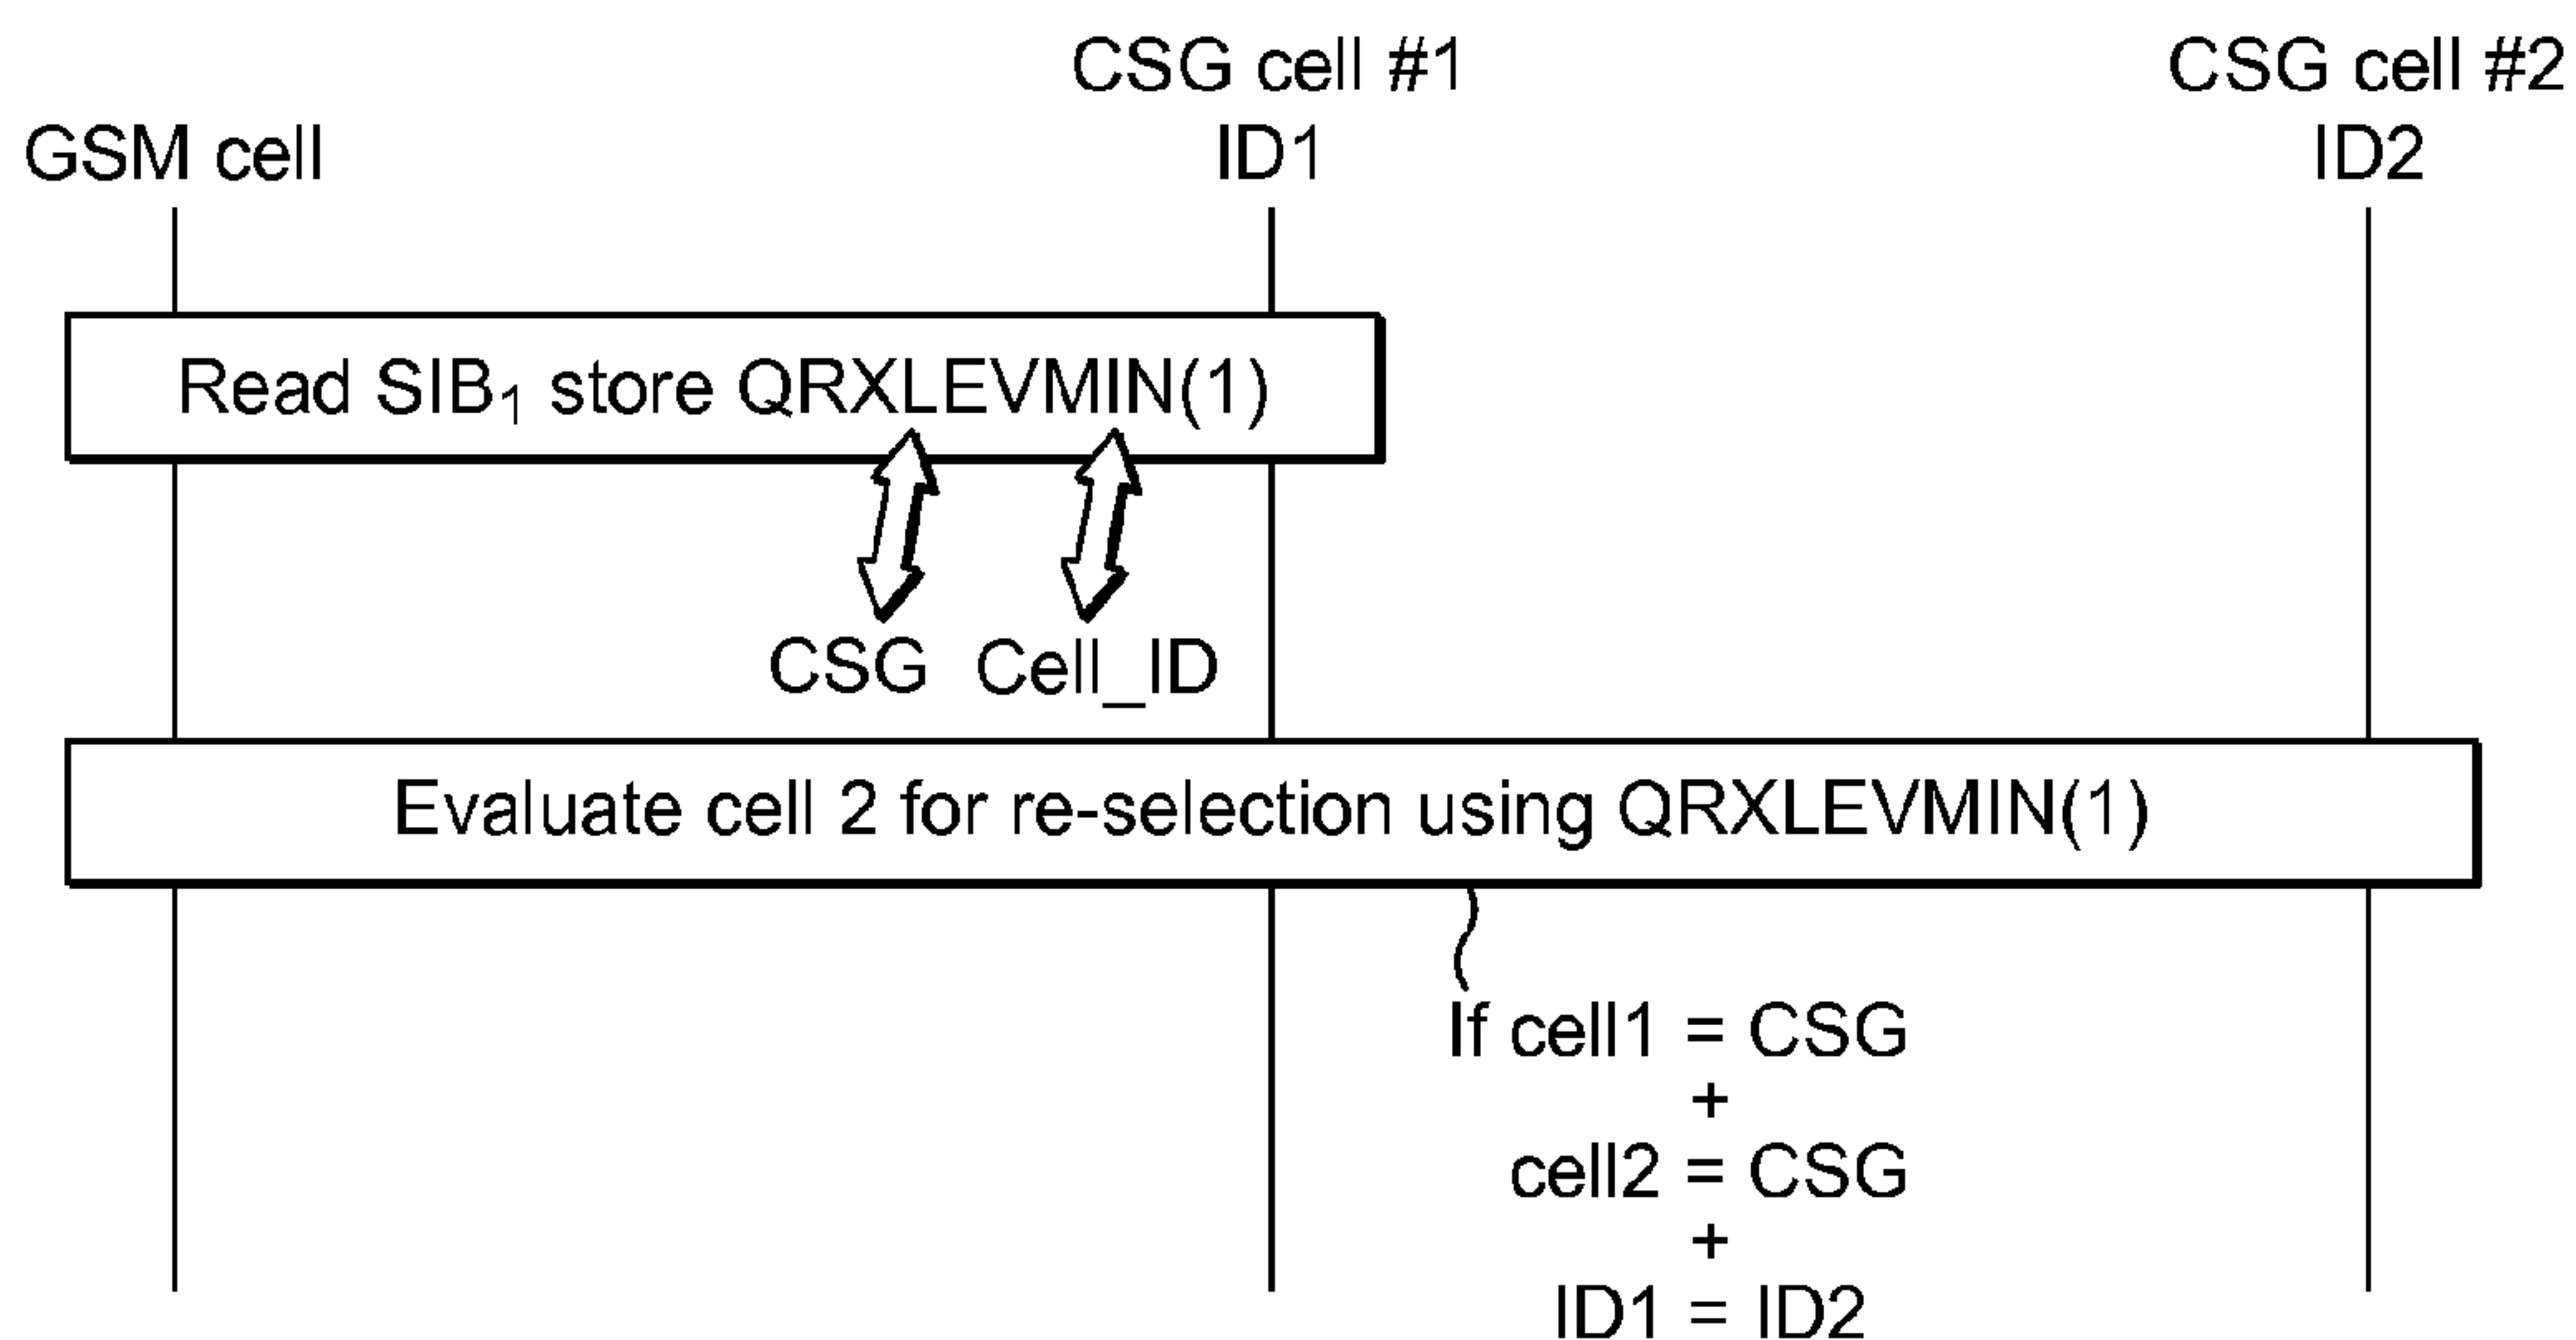 GSM cell
CSG cell #1
ID1
CSG cell #2
ID2
Read SIB₁ store QRXLEVMIN(1)
CSG Cell_ID
Evaluate cell 2 for re-selection using QRXLEVMIN(1)
If cell1 = CSG
+
cell2 = CSG
+
ID1 = ID2